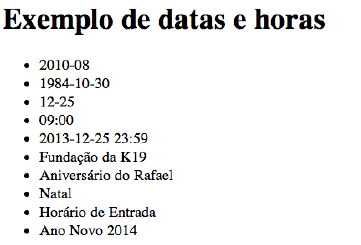 Exemplo de datas e horas
2010-08
1984-10-30
12-25
09:00
2013-12-25 23:59
Fundação da K19
Aniversário do Rafael
Natal
Horário de Entrada
Ano Novo 2014